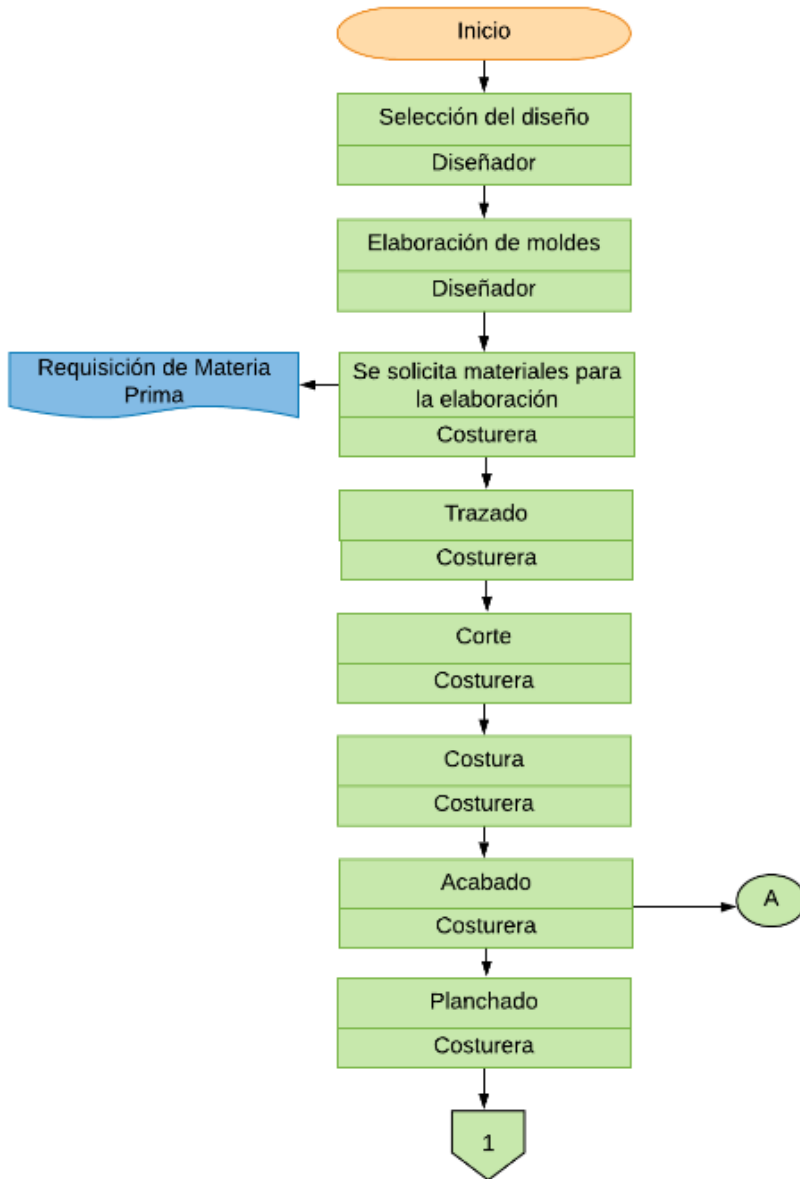 Inicio
Selección del diseño
Diseñador
Elaboración de moldes
Diseñador
Requisición de Materia
Prima
Se solicita materiales para
la elaboración
Costurera
Trazado
Costurera
Corte
Costurera
Costura
Costurera
Acabado
Costurera
A
Planchado
Costurera
1